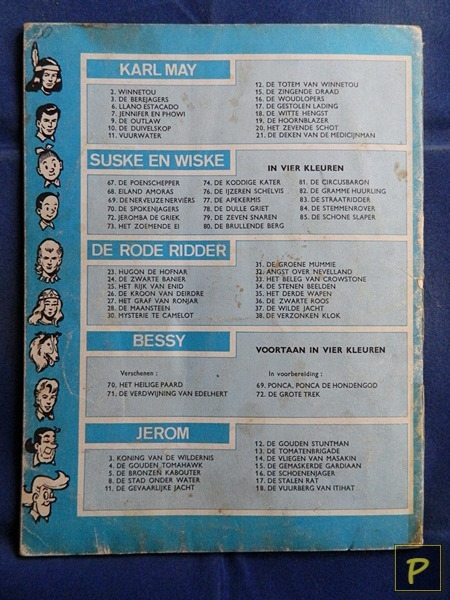 KARL MAY
2. WINNETOU
3. DE BEREJAGERS
6. LLANO ESTACADO
7. JENNIFER EN PHOWI
9. DE OUTLAW
10. DE DUIVELSKOP
11. VUURWATER
12. DE TOTEM VAN WINNETOU
15. DE ZINGENDE DRAAD
16. DE WOUDLOPERS
17. DE GESTOLEN LADING
18. DE WITTE HENGST
19. DE HOORNBLAZER
20. HET ZEVENDE SCHOT
21. DE DEKEN VAN DE MEDICIJNMAN
SUSKE EN WISKE
IN VIER KLEUREN
67. DE POENSCHEPPER
68. EILAND AMORAS
69. DE NERVEUZE NERVIËRS
70. DE SPOKENJAGERS
72. JEROMBA DE GRIEK
73. HET ZOEMENDE EI
74. DE KODDIGE KATER
76. DE IJZEREN SCHELVIS
77. DE APEKERMIS
78. DE DULLE GRIET
79. DE ZEVEN SNAREN
80. DE BRULLENDE BERG
81. DE CIRCUSBARON
82. DE GRAMME HUURLING
83. DE STRAATRIDDER
84. DE STEMMENROVER
85. DE SCHONE SLAPER
DE RODE RIDDER
23. HUGON DE HOFNAR
24. DE ZWARTE BANIER
25. HET RIJK VAN ENID
26. DE KROON VAN DEIRDRE
27. HET GRAF VAN RONJAR
28. DE MAANSTEEN
30. MYSTERIE TE CAMELOT
31. DE GROENE MUMMIE
32. ANGST OVER NEVELLAND
33. HET BELEG VAN CROWSTONE
34. DE STENEN BEELDEN
35. HET DERDE WAPEN
36. DE ZWARTE ROOS
37. DE WILDE JACHT
38. DE VERZONKEN KLOK
BESSY
VOORTAAN IN VIER KLEUREN
Verschenen :
70. HET HEILIGE PAARD
71. DE VERDWIJNING VAN EDELHERT
In voorbereiding :
69. PONCA, PONCA DE HONDENGOD
72. DE GROTE TREK
JEROM
3. KONING VAN DE WILDERNIS
4. DE GOUDEN TOMAHAWK
5. DE BRONZEN KABOUTER
8. DE STAD ONDER WATER
11. DE GEVAARLIJKE JACHT
12. DE GOUDEN STUNTMAN
13. DE TOMATENBRIGADE
14. DE VLIEGEN VAN MASAKIN
15. DE GEMASKERDE GARDIAAN
16. DE SCHOENENJAGER
17. DE STALEN RAT
18. DE VUURBERG VAN ITIHAT
P